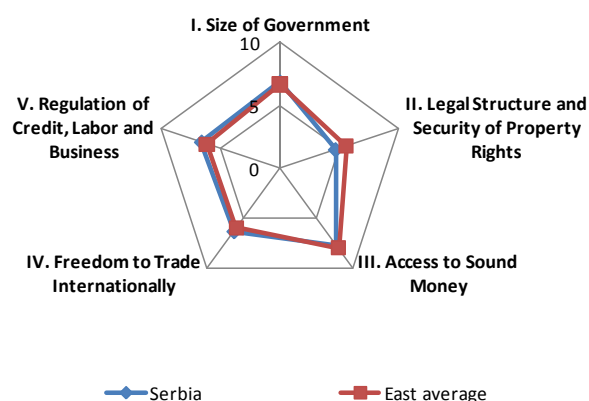 I. Size of Government
10
V. Regulation of
Credit, Labor and
Business
5
II. Legal Structure and
Security of Property
Rights
0
IV. Freedom to Trade
Internationally
III. Access to Sound
Money
Serbia
East average